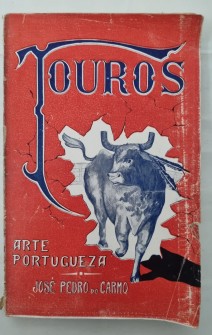 TOUROS
ARTE
PORTUGUEZA
JOSÉ PEDRO DO CARMO